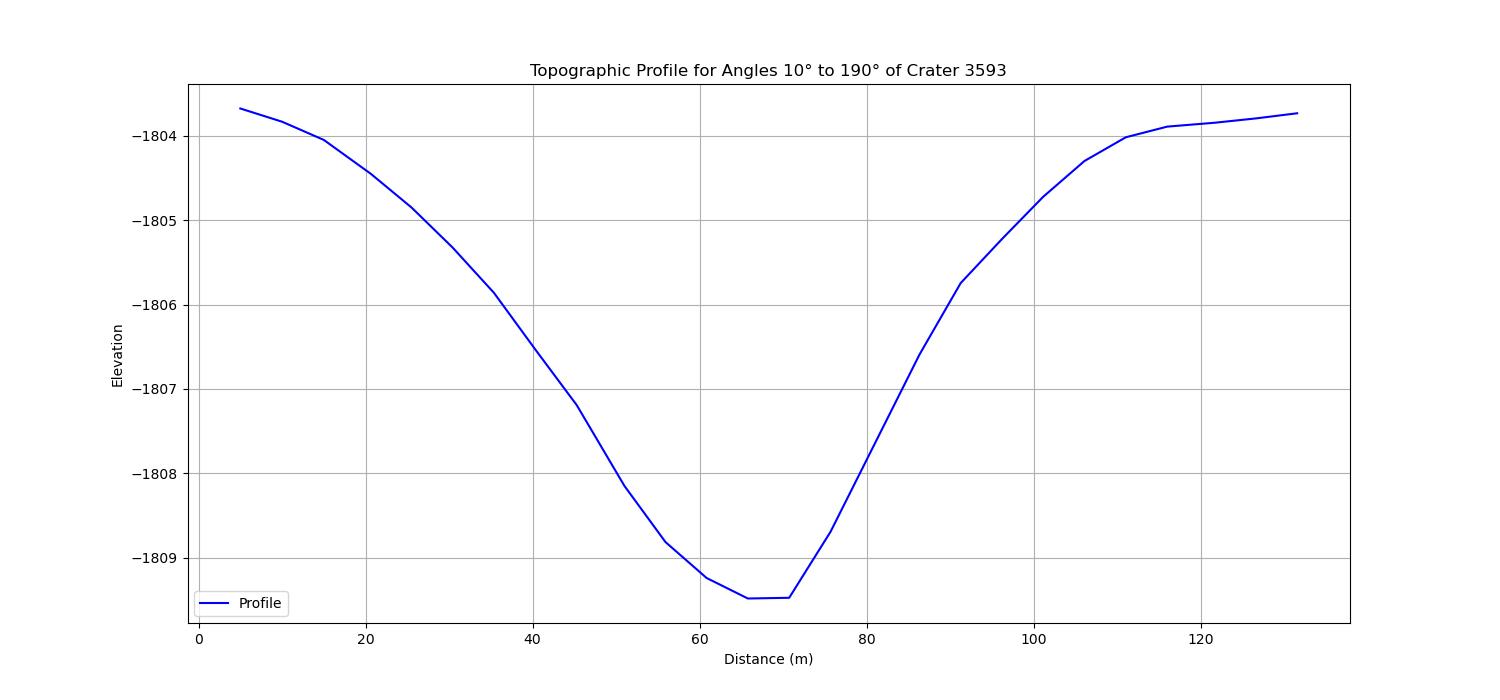 Topographic Profile for Angles 10° to 190° of Crater 3593
−1804
−1805
−1806
−1807
−1808
−1809
Elevation
Profile
0 20 40 60 80 100 120
Distance (m)